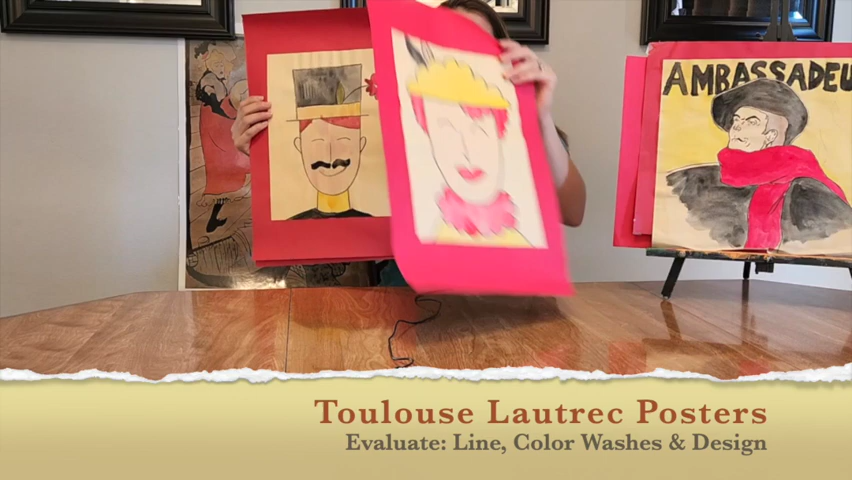 AMBASSADEU
Toulouse Lautrec Posters
Evaluate: Line, Color Washes & Design